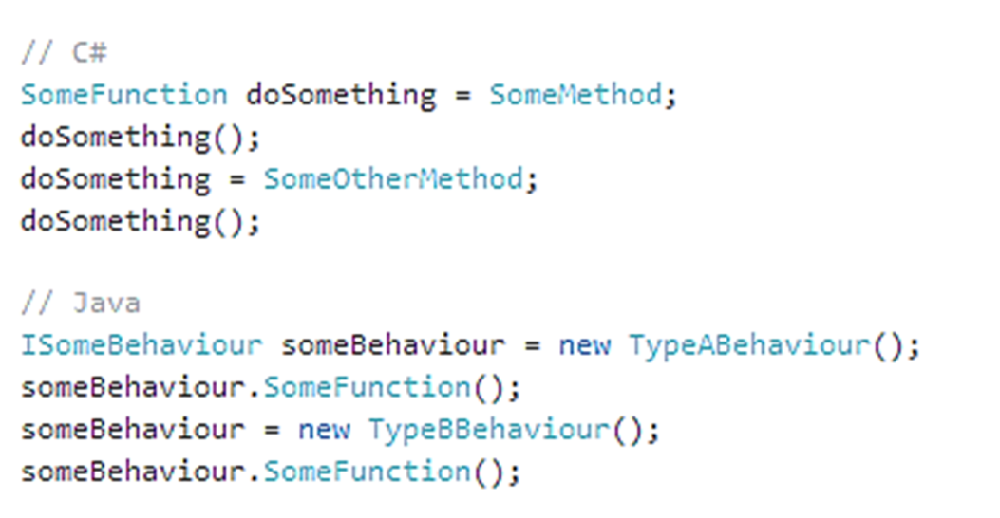 // C#
SomeFunction doSomething = SomeMethod;
doSomething();
doSomething = SomeOtherMethod;
doSomething();
// Java
ISomeBehaviour someBehaviour = new TypeABehaviour();
someBehaviour.SomeFunction();
someBehaviour = new TypeBBehaviour();
someBehaviour.SomeFunction();